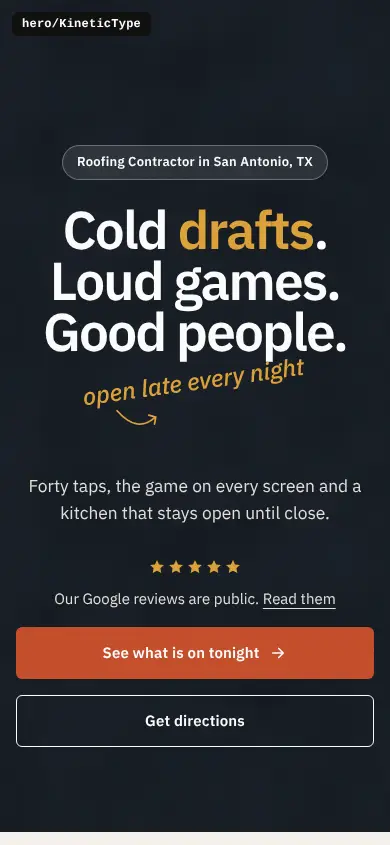 hero/KineticType
Roofing Contractor in San Antonio, TX
Cold drafts.
Loud games.
Good people.
open late every night
Forty taps, the game on every screen and a
kitchen that stays open until close.
Our Google reviews are public. Read them
See what is on tonight →
Get directions